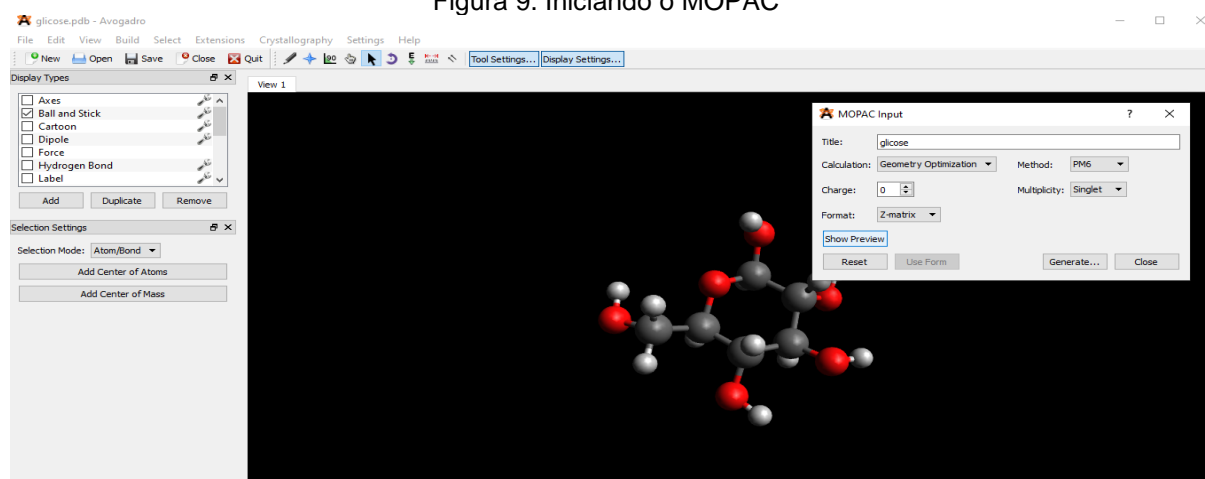 Figura 9. Iniciando o MOPAC
glicose.pdb - Avogadro
File Edit View Build Select Extensions Crystallography Settings Help
New Open Save Close Quit Tool Settings... Display Settings...
Display Types
View 1
Axes
Ball and Stick
Cartoon
Dipole
Force
Hydrogen Bond
Label
Add Duplicate Remove
Selection Settings
Selection Mode: Atom/Bond
Add Center of Atoms
Add Center of Mass
MOPAC Input ?
Title: glicose
Calculation: Geometry Optimization Method: PM6
Charge: 0 Multiplicity: Singlet
Format: Z-matrix
Show Preview
Reset Use Form Generate... Close